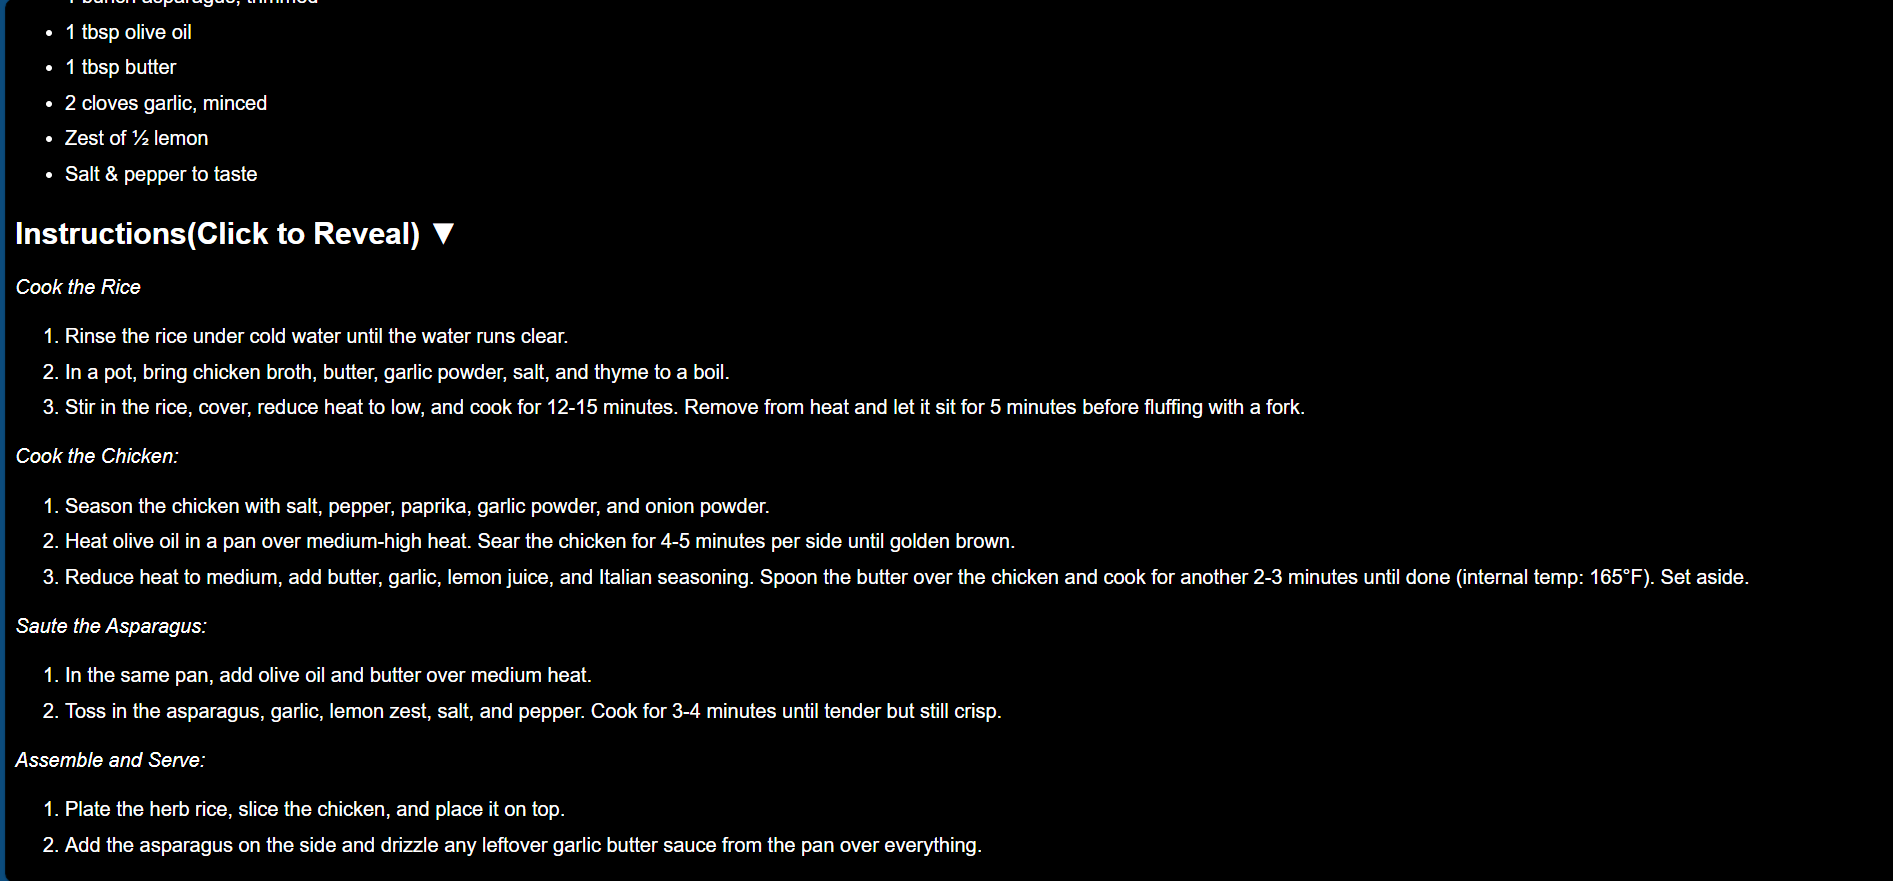 1 bunch asparagus, trimmed
• 1 tbsp olive oil
• 1 tbsp butter
• 2 cloves garlic, minced
• Zest of ½ lemon
• Salt & pepper to taste
Instructions(Click to Reveal) ▼
Cook the Rice
1. Rinse the rice under cold water until the water runs clear.
2. In a pot, bring chicken broth, butter, garlic powder, salt, and thyme to a boil.
3. Stir in the rice, cover, reduce heat to low, and cook for 12-15 minutes. Remove from heat and let it sit for 5 minutes before fluffing with a fork.
Cook the Chicken:
1. Season the chicken with salt, pepper, paprika, garlic powder, and onion powder.
2. Heat olive oil in a pan over medium-high heat. Sear the chicken for 4-5 minutes per side until golden brown.
3. Reduce heat to medium, add butter, garlic, lemon juice, and Italian seasoning. Spoon the butter over the chicken and cook for another 2-3 minutes until done (internal temp: 165°F). Set aside.
Saute the Asparagus:
1. In the same pan, add olive oil and butter over medium heat.
2. Toss in the asparagus, garlic, lemon zest, salt, and pepper. Cook for 3-4 minutes until tender but still crisp.
Assemble and Serve:
1. Plate the herb rice, slice the chicken, and place it on top.
2. Add the asparagus on the side and drizzle any leftover garlic butter sauce from the pan over everything.